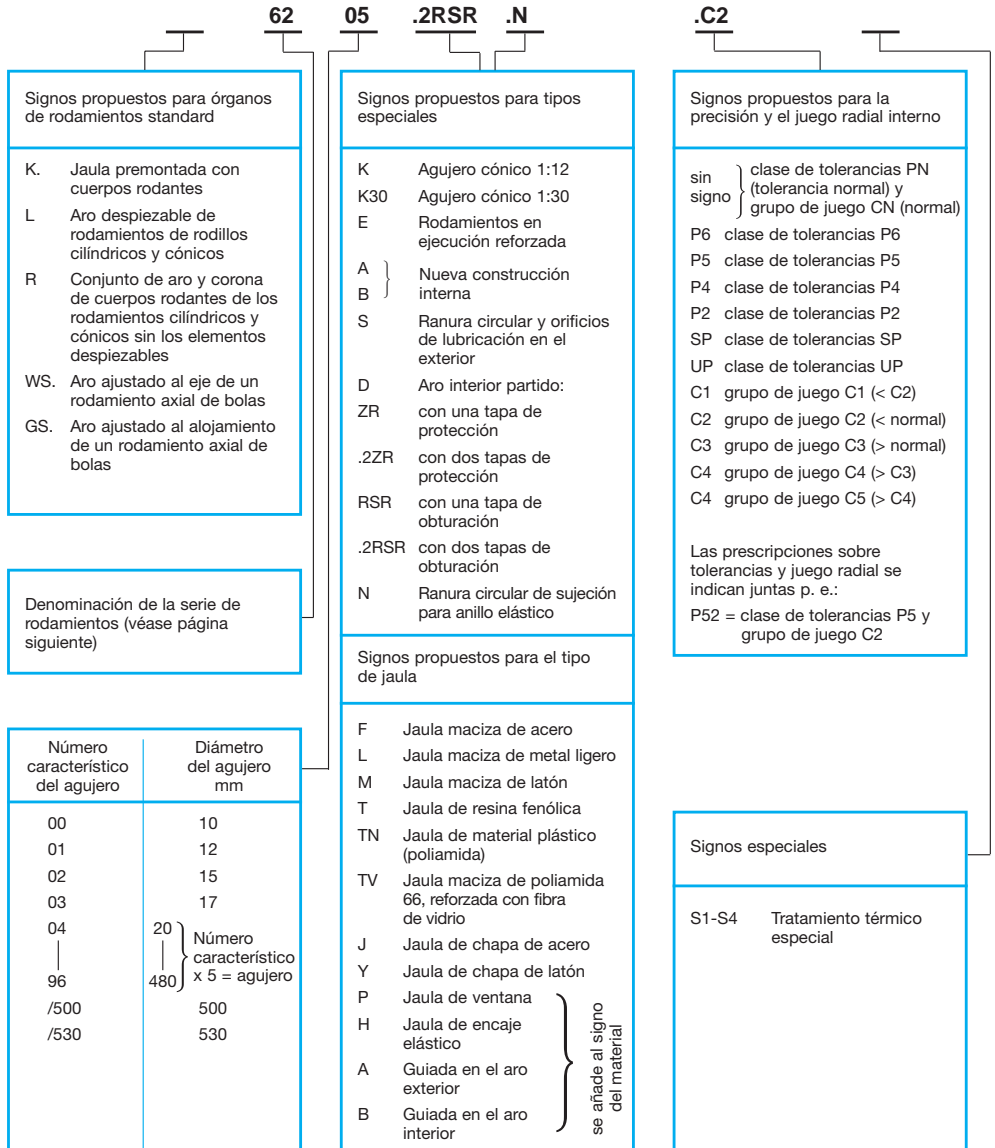 62 05 .2RSR .N .C2
Signos propuestos para órganos
de rodamientos standard
K. Jaula premontada con
cuerpos rodantes
L Aro despiezable de
rodamientos de rodillos
cilíndricos y cónicos
R Conjunto de aro y corona
de cuerpos rodantes de los
rodamientos cilíndricos y
cónicos sin los elementos
despiezables
WS. Aro ajustado al eje de un
rodamiento axial de bolas
GS. Aro ajustado al alojamiento
de un rodamiento axial de
bolas
Denominación de la serie de
rodamientos (véase página
siguiente)
Número
característico
del agujero
Diámetro
del agujero
mm
00 10
01 12
02 15
03 17
04 20
96 480
Número
característico
x 5 = agujero
/500 500
/530 530
Signos propuestos para tipos
especiales
K Agujero cónico 1:12
K30 Agujero cónico 1:30
E Rodamientos en
ejecución reforzada
A
B
Nueva construcción
interna
S Ranura circular y orificios
de lubricación en el
exterior
D Aro interior partido:
ZR con una tapa de
protección
.2ZR con dos tapas de
protección
RSR con una tapa de
obturación
.2RSR con dos tapas de
obturación
N Ranura circular de sujeción
para anillo elástico
Signos propuestos para el tipo
de jaula
F Jaula maciza de acero
L Jaula maciza de metal ligero
M Jaula maciza de latón
T Jaula de resina fenólica
TN Jaula de material plástico
(poliamida)
TV Jaula maciza de poliamida
66, reforzada con fibra
de vidrio
J Jaula de chapa de acero
Y Jaula de chapa de latón
P Jaula de ventana
H Jaula de encaje
elástico
A Guiada en el aro
exterior
B Guiada en el aro
interior
se añade al signo
del material
Signos propuestos para la
precisión y el juego radial interno
sin
signo
clase de tolerancias PN
(tolerancia normal) y
grupo de juego CN (normal)
P6 clase de tolerancias P6
P5 clase de tolerancias P5
P4 clase de tolerancias P4
P2 clase de tolerancias P2
SP clase de tolerancias SP
UP clase de tolerancias UP
C1 grupo de juego C1 (< C2)
C2 grupo de juego C2 (< normal)
C3 grupo de juego C3 (> normal)
C4 grupo de juego C4 (> C3)
C4 grupo de juego C5 (> C4)
Las prescripciones sobre
tolerancias y juego radial se
indican juntas p. e.:
P52 = clase de tolerancias P5 y
grupo de juego C2
Signos especiales
S1-S4 Tratamiento térmico
especial